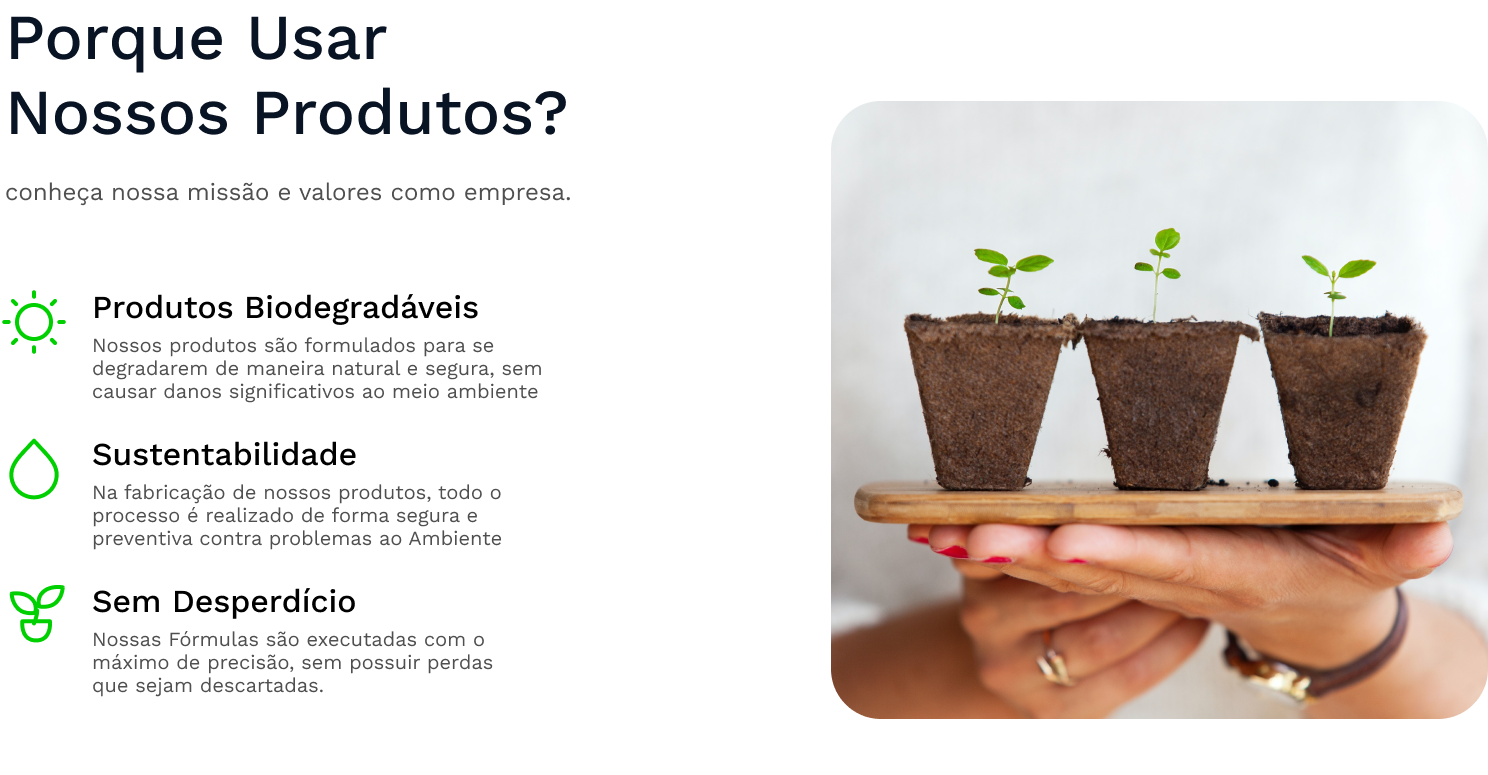 Porque Usar
Nossos Produtos?
conheça nossa missão e valores como empresa.
Produtos Biodegradáveis
Nossos produtos são formulados para se
degradarem de maneira natural e segura, sem
causar danos significativos ao meio ambiente
Sustentabilidade
Na fabricação de nossos produtos, todo o
processo é realizado de forma segura e
preventiva contra problemas ao Ambiente
Sem Desperdício
Nossas Fórmulas são executadas com o
máximo de precisão, sem possuir perdas
que sejam descartadas.